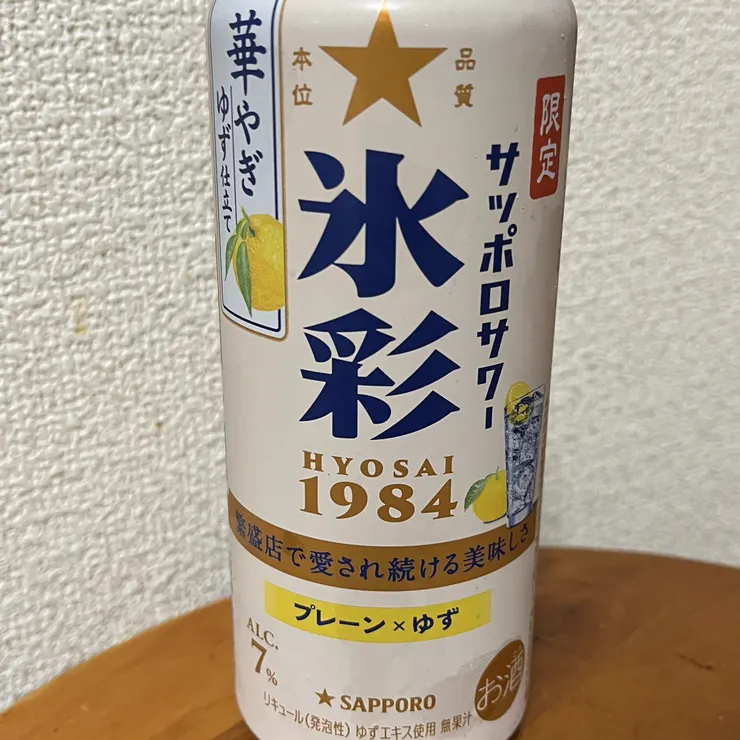 華やぎ
ゆず仕立て
品質
本位
限定
サッポロサワー
氷彩
HYOSAI
1984
繁盛店で愛され続ける美味しさ
プレーン×ゆず
ALC.
7%
SAPPORO
お酒
リキュール(発泡性) ゆずエキス使用 無果汁